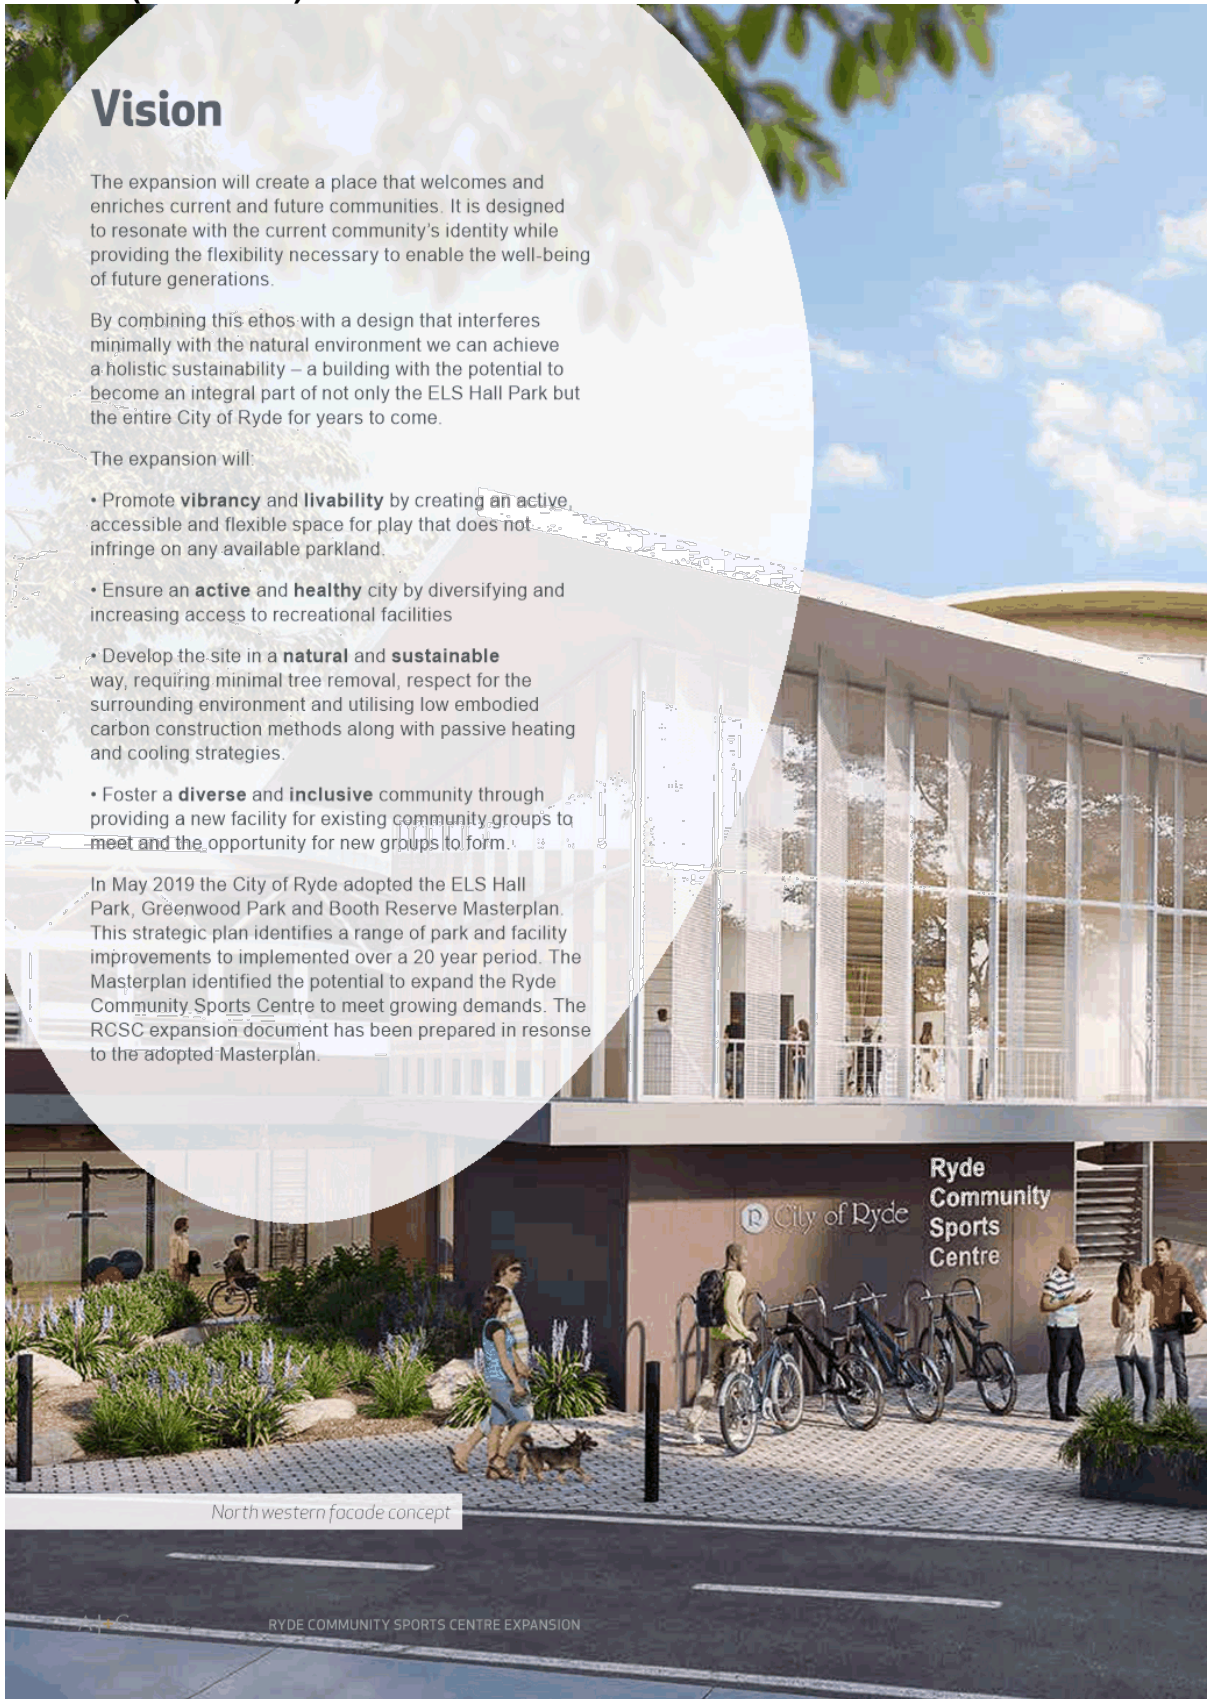 Vision
The expansion will create a place that welcomes and
enriches current and future communities. It is designed
to resonate with the current community's identity while
providing the flexibility necessary to enable the well-being
of future generations.
By combining this ethos with a design that interferes
minimally with the natural environment we can achieve
a holistic sustainability – a building with the potential to
become an integral part of not only the ELS Hall Park but
the entire City of Ryde for years to come.
The expansion will:
• Promote vibrancy and livability by creating an active,
accessible and flexible space for play that does not
infringe on any available parkland.
• Ensure an active and healthy city by diversifying and
increasing access to recreational facilities
• Develop the site in a natural and sustainable
way, requiring minimal tree removal, respect for the
surrounding environment and utilising low embodied
carbon construction methods along with passive heating
and cooling strategies.
• Foster a diverse and inclusive community through
providing a new facility for existing community groups to
meet and the opportunity for new groups to form.
In May 2019 the City of Ryde adopted the ELS Hall
Park, Greenwood Park and Booth Reserve Masterplan.
This strategic plan identifies a range of park and facility
improvements to implemented over a 20 year period. The
Masterplan identified the potential to expand the Ryde
Community Sports Centre to meet growing demands. The
RCSC expansion document has been prepared in resonse
to the adopted Masterplan.
R City of Ryde
Ryde
Community
Sports
Centre
North western facade concept
RYDE COMMUNITY SPORTS CENTRE EXPANSION